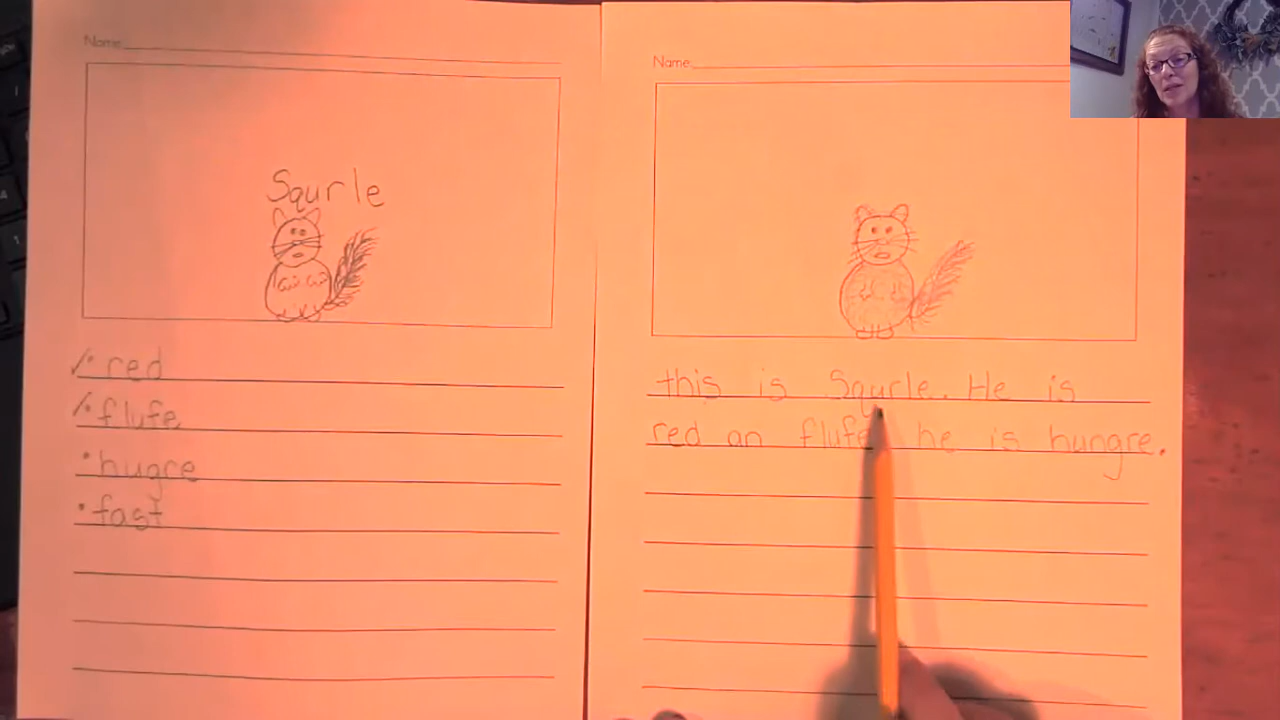 Name:
Squrle
red
flufe
hugre
fast
Name:
this is Squrle. He is
red an flufe he is hungre.